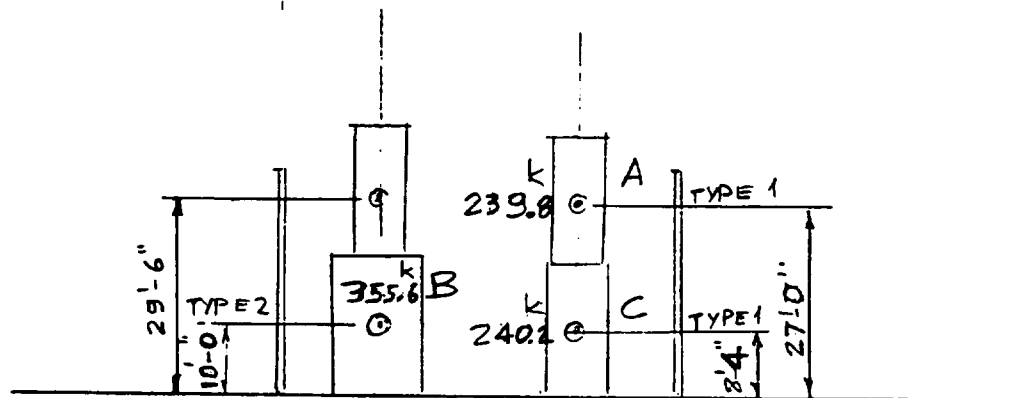 K
A
239.8
TYPE 1
29'-6"
K
355.6
B
TYPE 2
10'-0"
K
C
240.1
TYPE 1
8'-4"
27'-0"